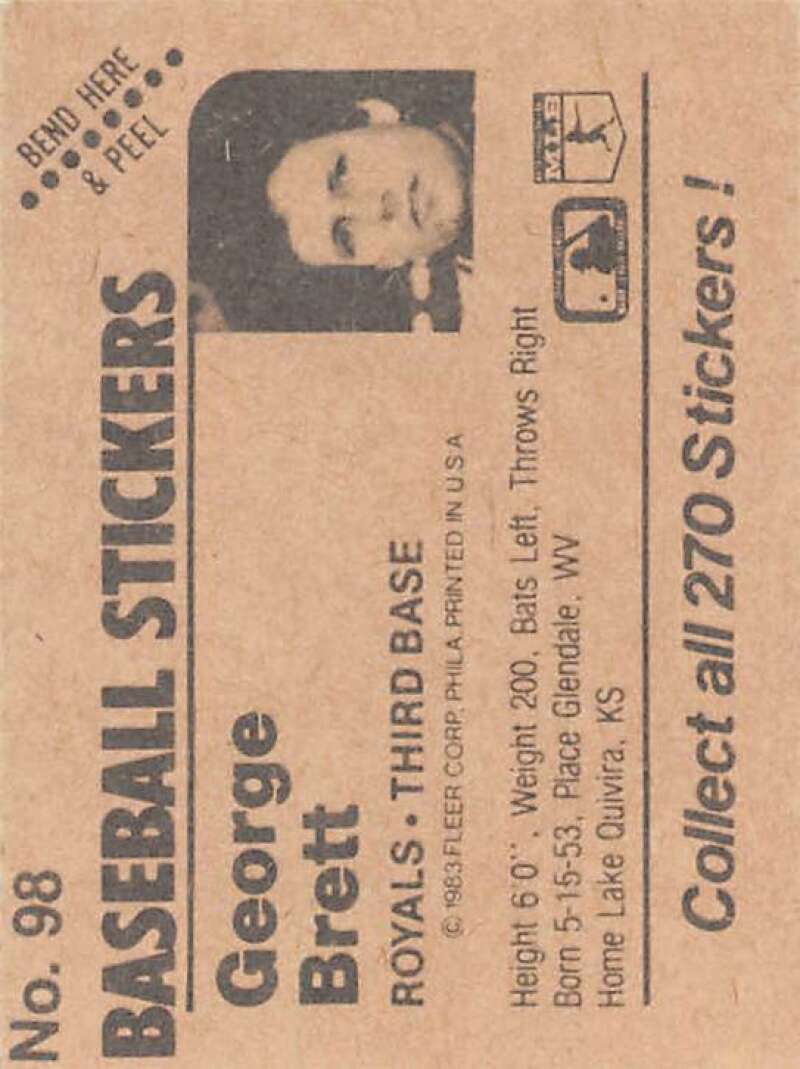 No. 98
BEND HERE
& PEEL
BASEBALL STICKERS
George
Brett
ROYALS • THIRD BASE
© 1983 FLEER CORP. PHILA. PRINTED IN U.S.A
Height 6'0'', Weight 200, Bats Left, Throws Right
Born 5-15-53, Place Glendale, WV
Home Lake Quivira, KS
Collect all 270 Stickers!